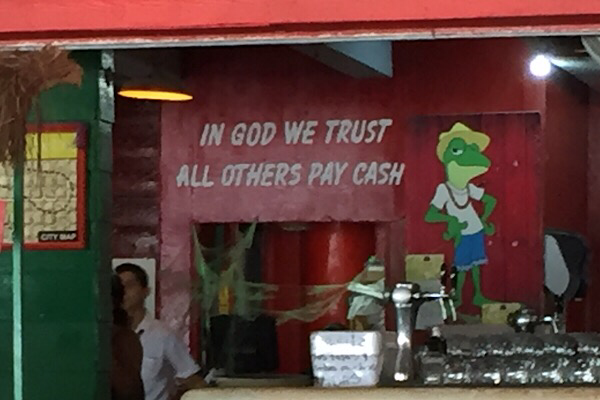 IN GOD WE TRUST
ALL OTHERS PAY CASH
CITY MAP